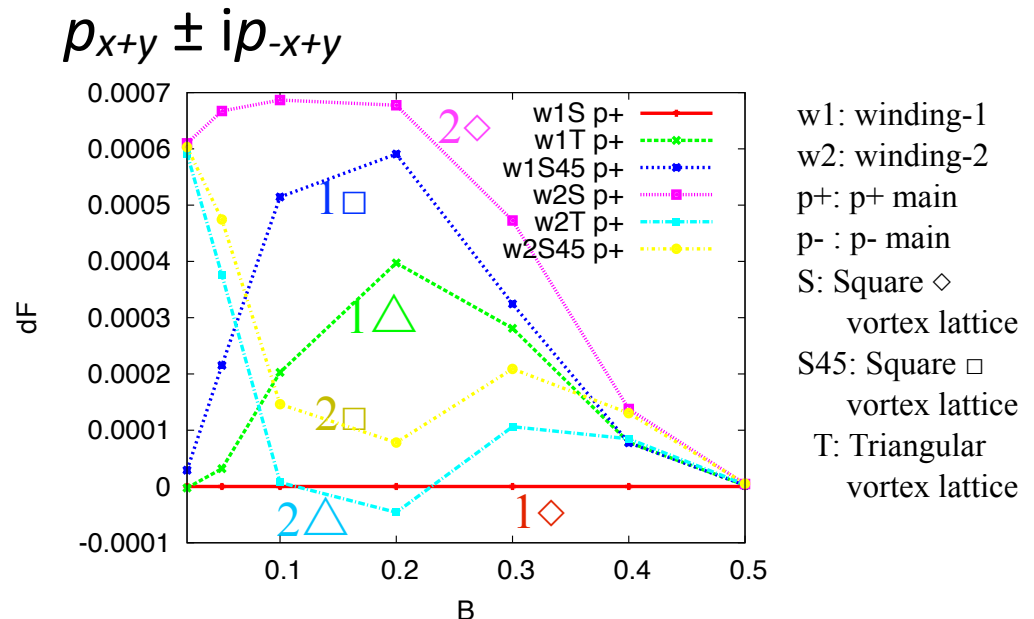 px+y ± ip-x+y
0.0007
0.0006
0.0005
0.0004
0.0003
0.0002
0.0001
0
-0.0001
dF
0.1
0.2
0.3
0.4
0.5
B
w1S p+
w1T p+
w1S45 p+
w2S p+
w2T p+
w2S45 p+
2◇
1□
1△
2□
2△
1◇
w1: winding-1
w2: winding-2
p+: p+ main
p- : p- main
S: Square ◇
vortex lattice
S45: Square □
vortex lattice
T: Triangular
vortex lattice